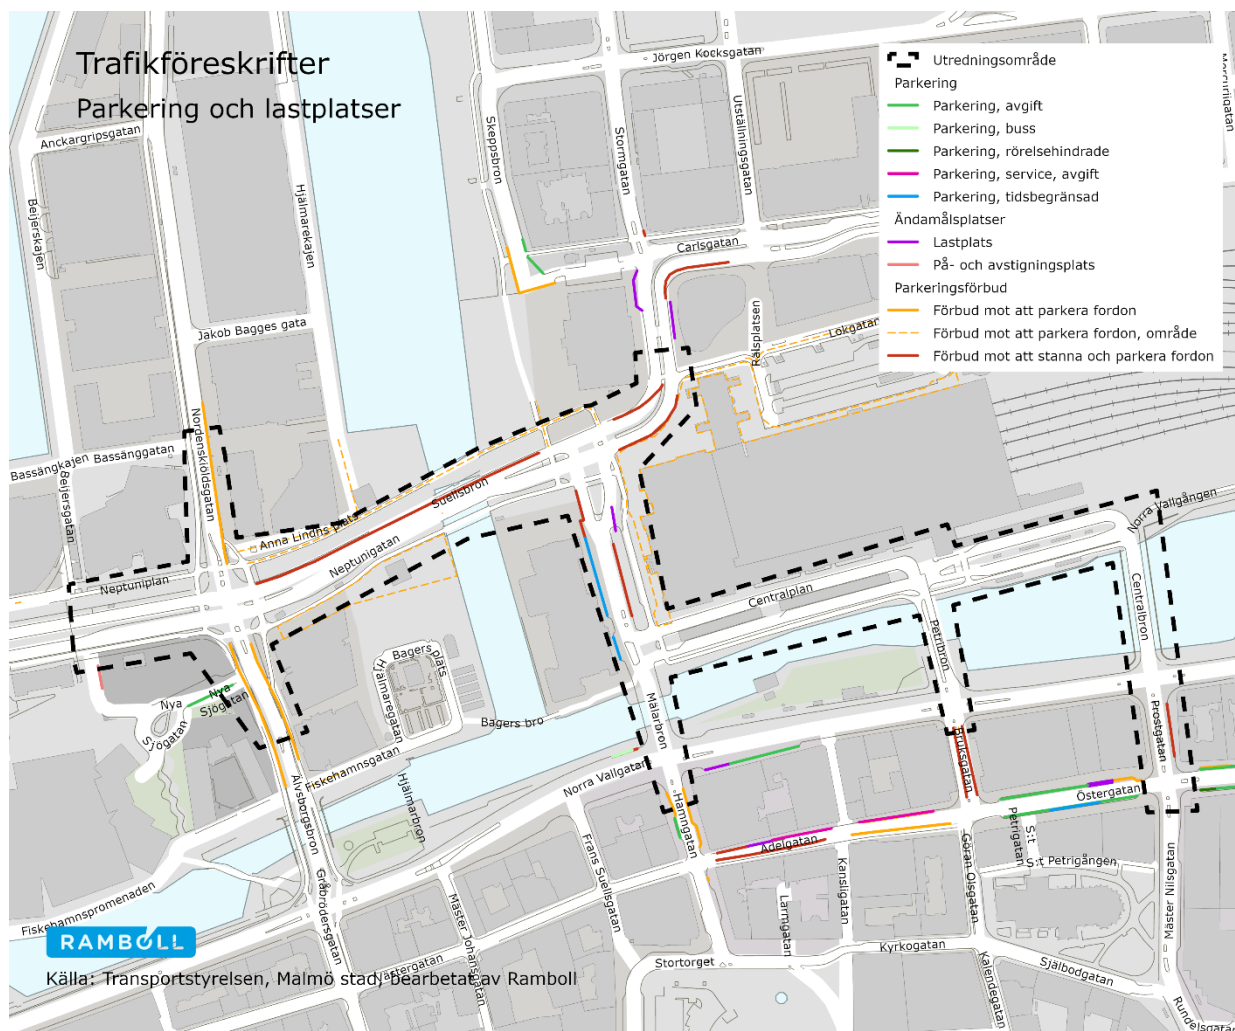 Trafikföreskrifter
Parkering och lastplatser
Utredningsområde
Parkering
Parkering, avgift
Parkering, buss
Parkering, rörelsehindrade
Parkering, service, avgift
Parkering, tidsbegränsad
Ändamålsplatser
Lastplats
På- och avstigningsplats
Parkeringsförbud
Förbud mot att parkera fordon
Förbud mot att parkera fordon, område
Förbud mot att stanna och parkera fordon
Jörgen Kocksgatan
Anckargripsgatan
Skeppsbron
Stormgatan
Utställningsgatan
Beijerskajen
Hjälmarekajen
Carlsgatan
Jakob Bagges gata
Rälsplatsen
Lokgatan
Nordenskiöldsgatan
Bassängkajen
Bassänggatan
Beijersgatan
Suellsbron
Anna Lindhs plats
Neptunigatan
Neptuniplan
Norra Vallgången
Centralplan
Centralbron
Petribron
Bagers plats
Hjälmaregatan
Nya
Nya
Sjögatan
Sjögatan
Mälarbron
Bagers bro
Prostgatan
Bruksgatan
Fiskehamnsgatan
Älvsborgsbron
Hjälmarbron
Norra Vallgatan
Hamngatan
Östergatan
Adelgatan
S:t
Petrigatan
Göran Olsgatan
S:t Petrigången
Frans Suellsgatan
Kansligatan
Larmgatan
Mäster Nilsgatan
Gråbrödersgatan
Mäster Johansgatan
Fiskehamnspromenaden
Kyrkogatan
Stortorget
Västergatan
Kalendegatan
Själbodgatan
Rundelsgatan
RAMBOLL
Källa: Transportstyrelsen, Malmö stad, bearbetat av Ramboll